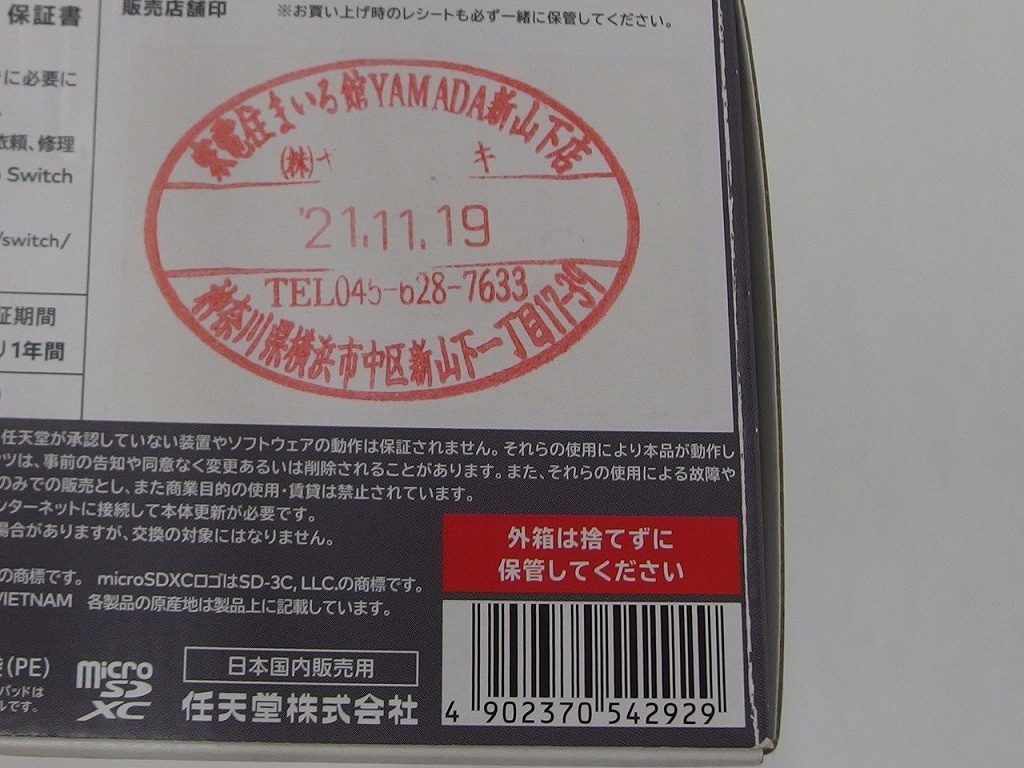 保証書
販売店舗印
※お買い上げ時のレシートも必ず一緒に保管してください。
に必要に
依頼、修理
Switch
/switch/
証期間
り1年間
家電住まいる館YAMADA新山下店
(株)ヤ キ
'21.11.19
TEL045-628-7633
神奈川県横浜市中区新山下一丁目17-39
任天堂が承認していない装置やソフトウェアの動作は保証されません。それらの使用により本品が動作し
ツは、事前の告知や同意なく変更あるいは削除されることがあります。また、それらの使用による故障や
のみでの販売とし、また商業目的の使用・賃貸は禁止されています。
ンターネットに接続して本体更新が必要です。
場合がありますが、交換の対象にはなりません。
外箱は捨てずに
保管してください
の商標です。 microSDXCロゴはSD-3C, LLC.の商標です。
VIETNAM 各製品の原産地は製品上に記載しています。
(PE)
パッドは
ルです。
micro
SD
XC
日本国内販売用
任天堂株式会社
4 902370 542929